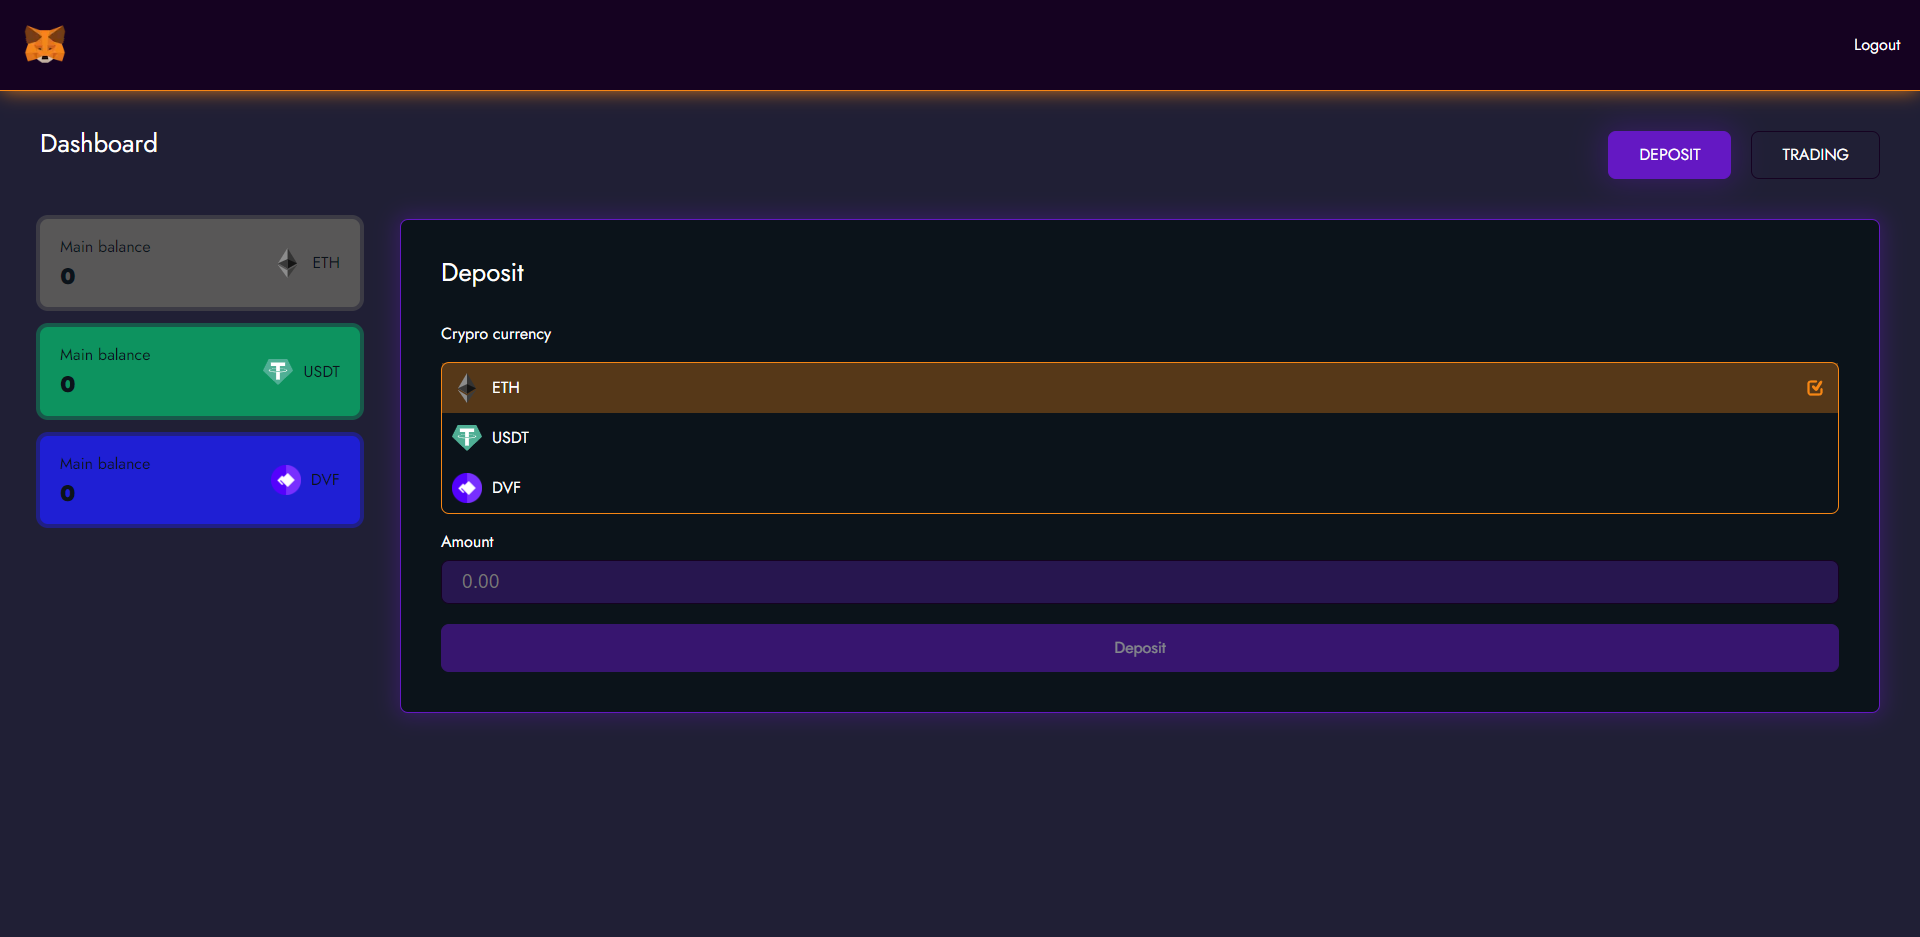 Logout
Dashboard
DEPOSIT
TRADING
Main balance
0
ETH
Main balance
0
USDT
Main balance
0
DVF
Deposit
Crypro currency
ETH
USDT
DVF
Amount
0.00
Deposit